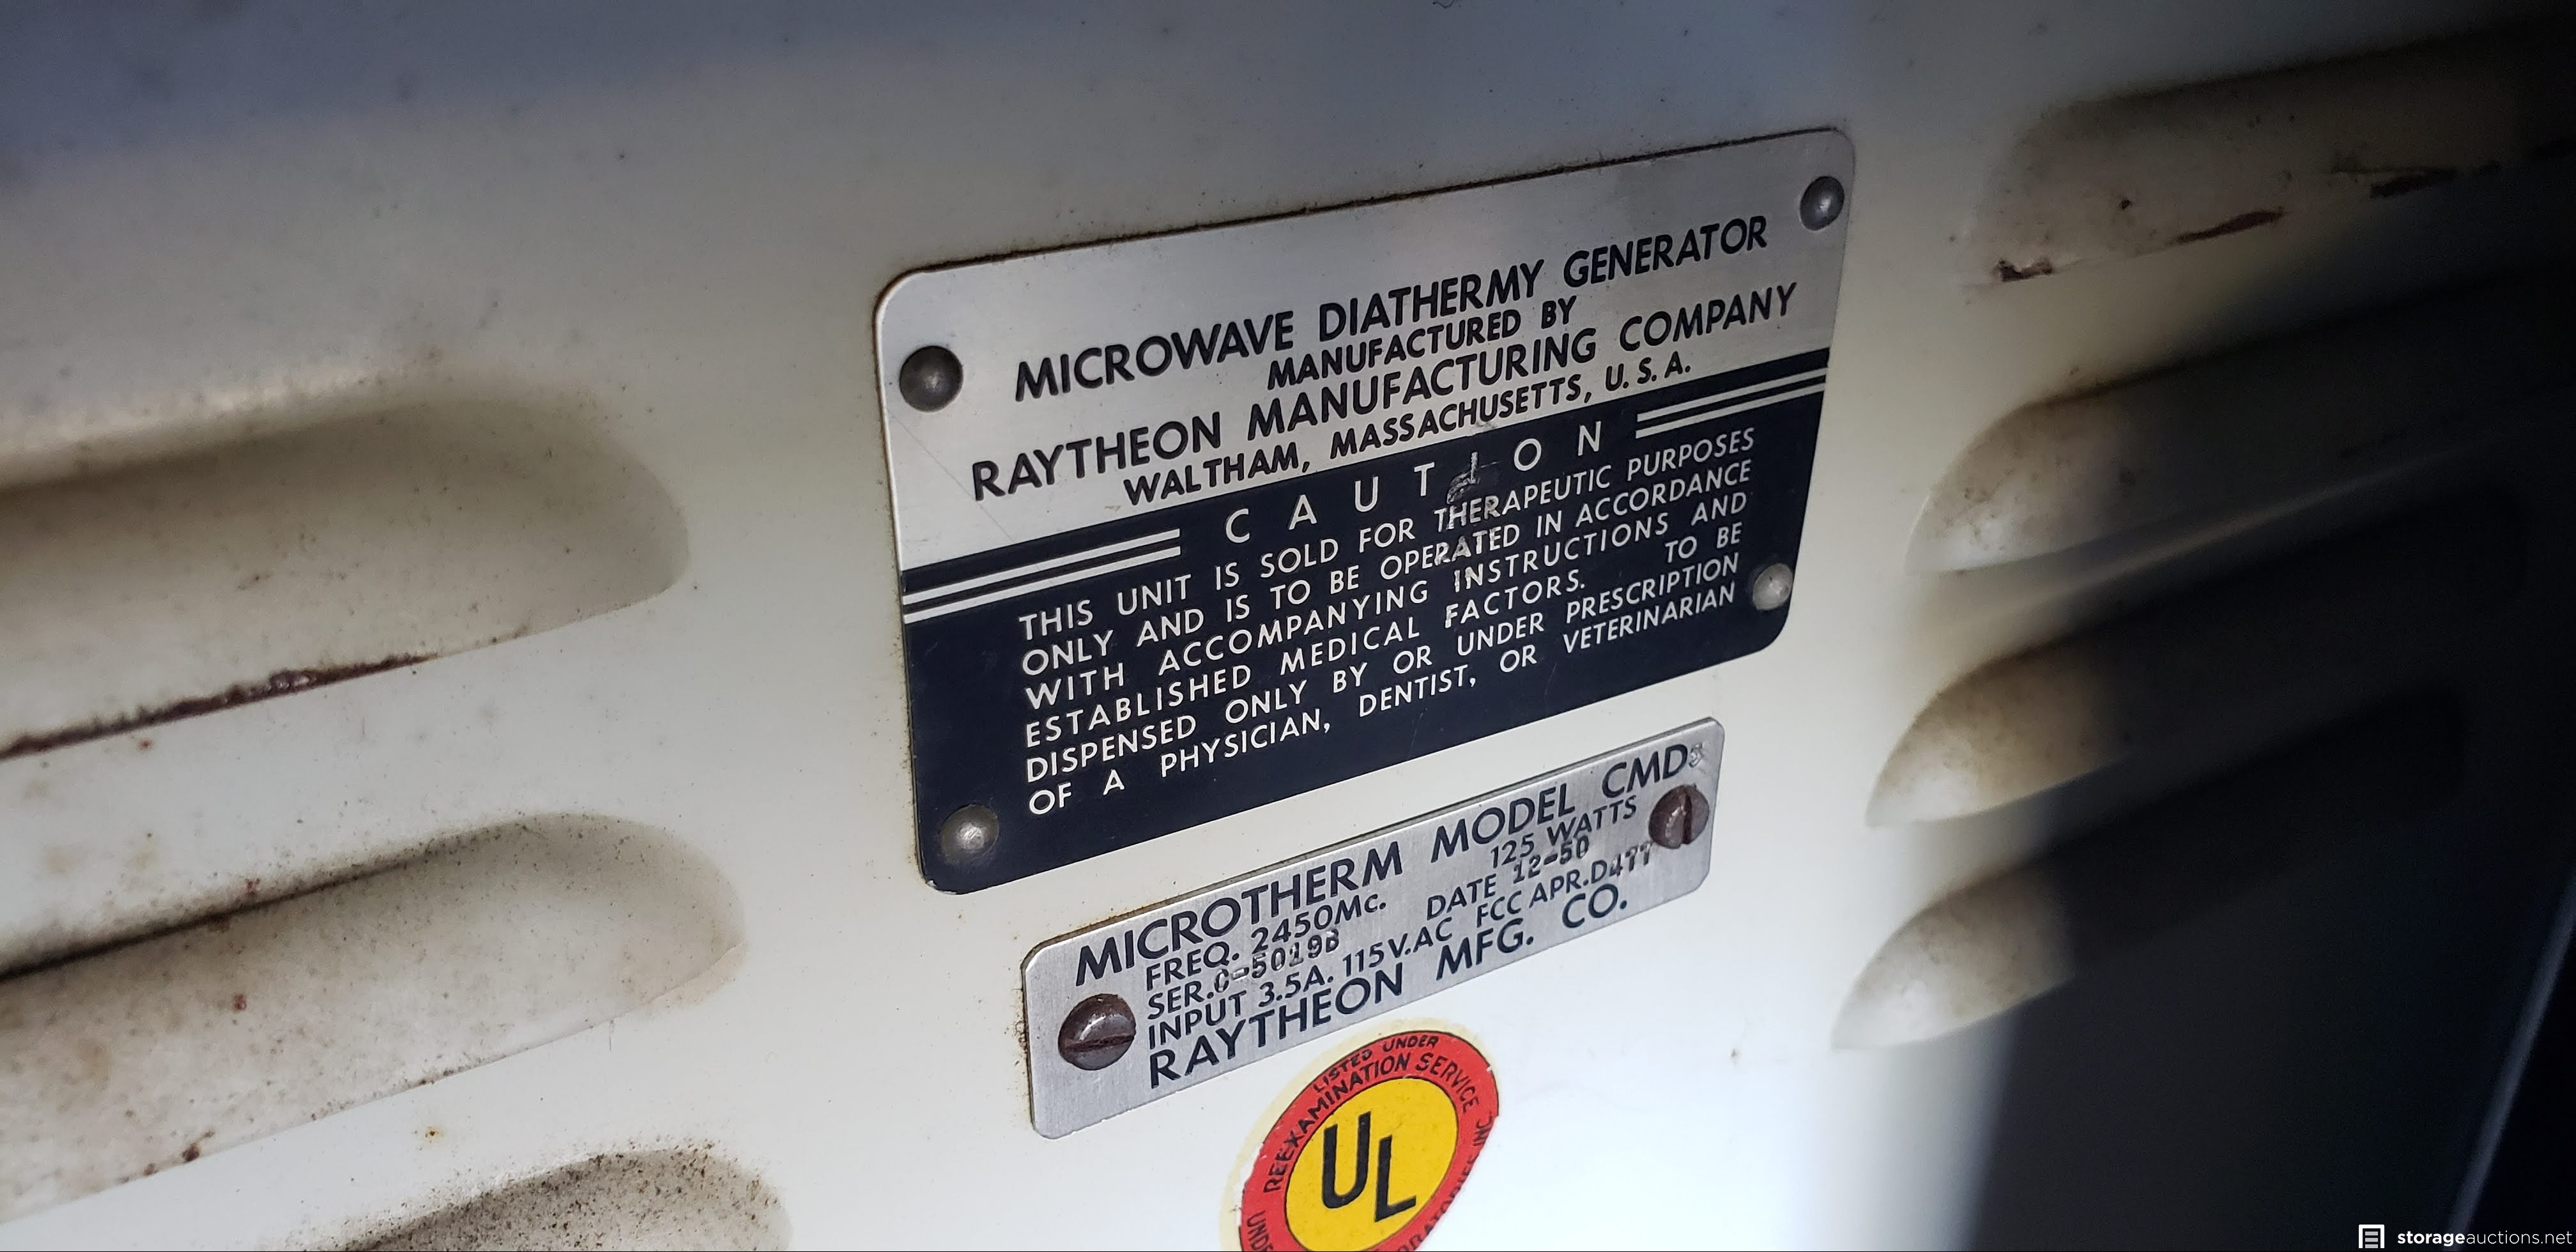 MICROWAVE DIATHERMY GENERATOR
MANUFACTURED BY
RAYTHEON MANUFACTURING COMPANY
WALTHAM, MASSACHUSETTS, U.S.A.
CAUTION
THIS UNIT IS SOLD FOR THERAPEUTIC PURPOSES
ONLY AND IS TO BE OPERATED IN ACCORDANCE
WITH ACCOMPANYING INSTRUCTIONS AND
ESTABLISHED MEDICAL FACTORS. TO BE
DISPENSED ONLY BY OR UNDER PRESCRIPTION
OF A PHYSICIAN, DENTIST, OR VETERINARIAN
MICROTHERM MODEL CMD
125 WATTS
FREQ. 2450MC. DATE 12-50
SER.
INPUT 3.5A. 115V.AC FCC APR.D477
RAYTHEON MFG. CO.
LISTED UNDER
REEXAMINATION SERVICE
UL
INC.
storageauctions.net